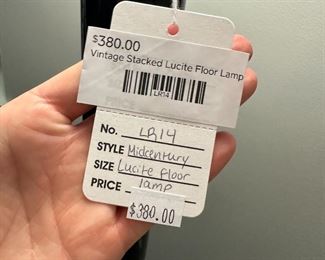 $380.00
Vintage Stacked Lucite Floor Lamp
LR14
No. LR14
STYLE Midcentury
SIZE Lucite floor
PRICE lamp
$380.00